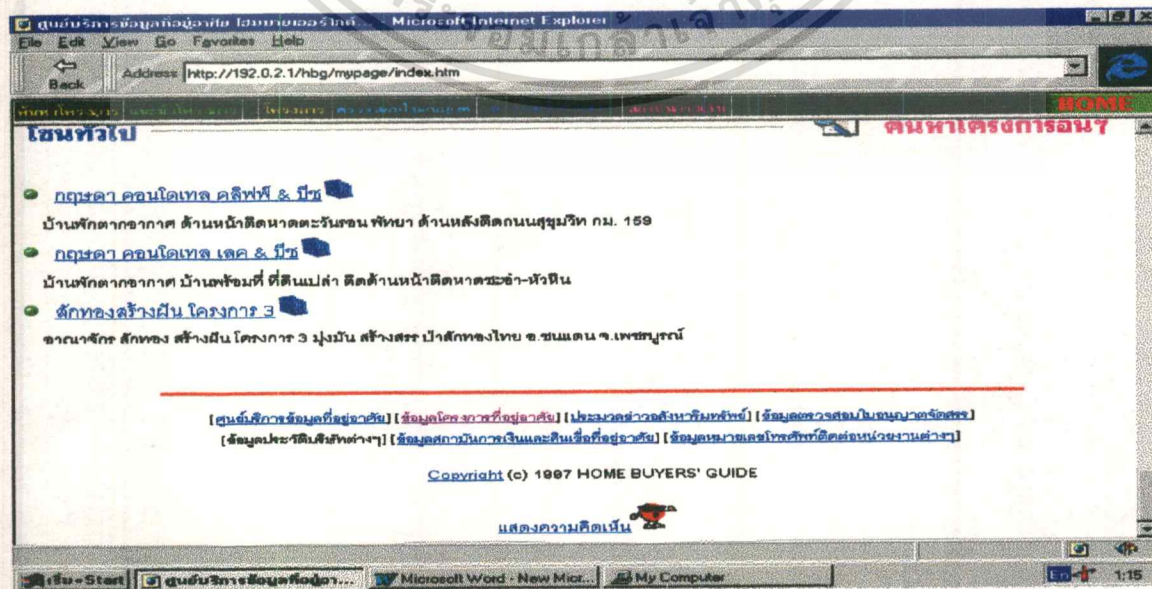 ศูนย์บริการข้อมูลที่อยู่อาศัย โฮมบายเออร์ไกด์ - Microsoft Internet Explorer
File Edit View Go Favorites Help
Back Address http://192.0.2.1/hbg/mypage/index.htm
HOME
โซนทั่วไป ค้นหาโครงการอื่นๆ
กฤษดา คอนโดเทล คลิฟฟ์ & บีช
บ้านพักตากอากาศ ด้านหน้าติดหาดตะวันรอน พัทยา ด้านหลังติดถนนสุขุมวิท กม. 159
กฤษดา คอนโดเทล เลค & บีช
บ้านพักตากอากาศ บ้านพร้อมที่ ที่ดินเปล่า ติดด้านหน้าติดหาดชะอำ-หัวหิน
สักทองสร้างฝัน โครงการ 3
อาณาจักร สักทอง สร้างฝัน โครงการ 3 มุ่งมัน สร้างสรร ป่าสักทองไทย อ.ชนแดน จ.เพชรบูรณ์
[ศูนย์บริการข้อมูลที่อยู่อาศัย] [ข้อมูลโครงการที่อยู่อาศัย] [ประมวลข่าวอสังหาริมทรัพย์] [ข้อมูลตรวจสอบใบอนุญาตจัดสรร]
[ข้อมูลประวัติบริษัทต่างๆ] [ข้อมูลสถาบันการเงินและสินเชื่อที่อยู่อาศัย] [ข้อมูลหมายเลขโทรศัพท์ติดต่อหน่วยงานต่างๆ]
Copyright (c) 1997 HOME BUYERS' GUIDE
แสดงความคิดเห็น
เริ่ม-Start ศูนย์บริการข้อมูลที่อยู่อา... Microsoft Word - New Micr... My Computer En 1:15